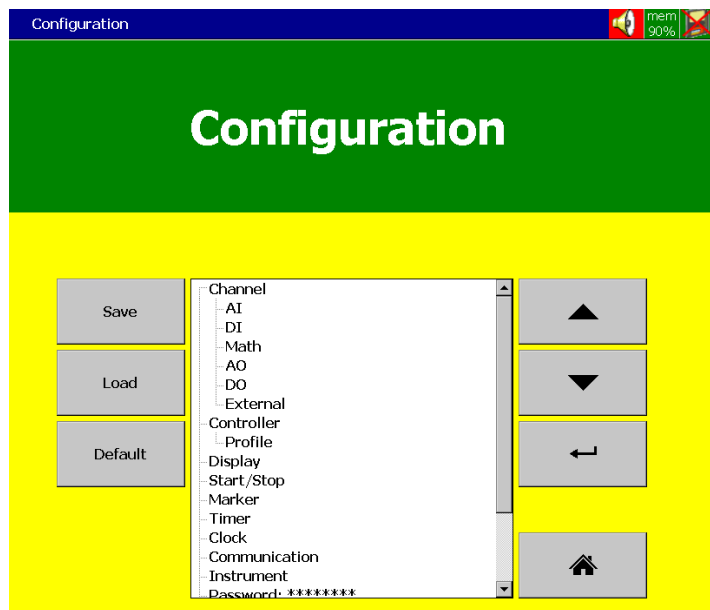 Configuration
mem
90%
Configuration
Save
Load
Default
Channel
AI
DI
Math
AO
DO
External
Controller
Profile
Display
Start/Stop
Marker
Timer
Clock
Communication
Instrument
Password: ********